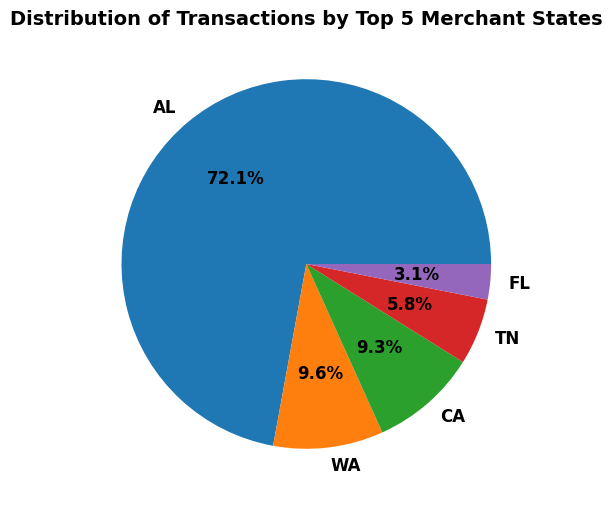 Distribution of Transactions by Top 5 Merchant States
AL
72.1%
3.1%
FL
5.8%
TN
9.3%
9.6%
CA
WA